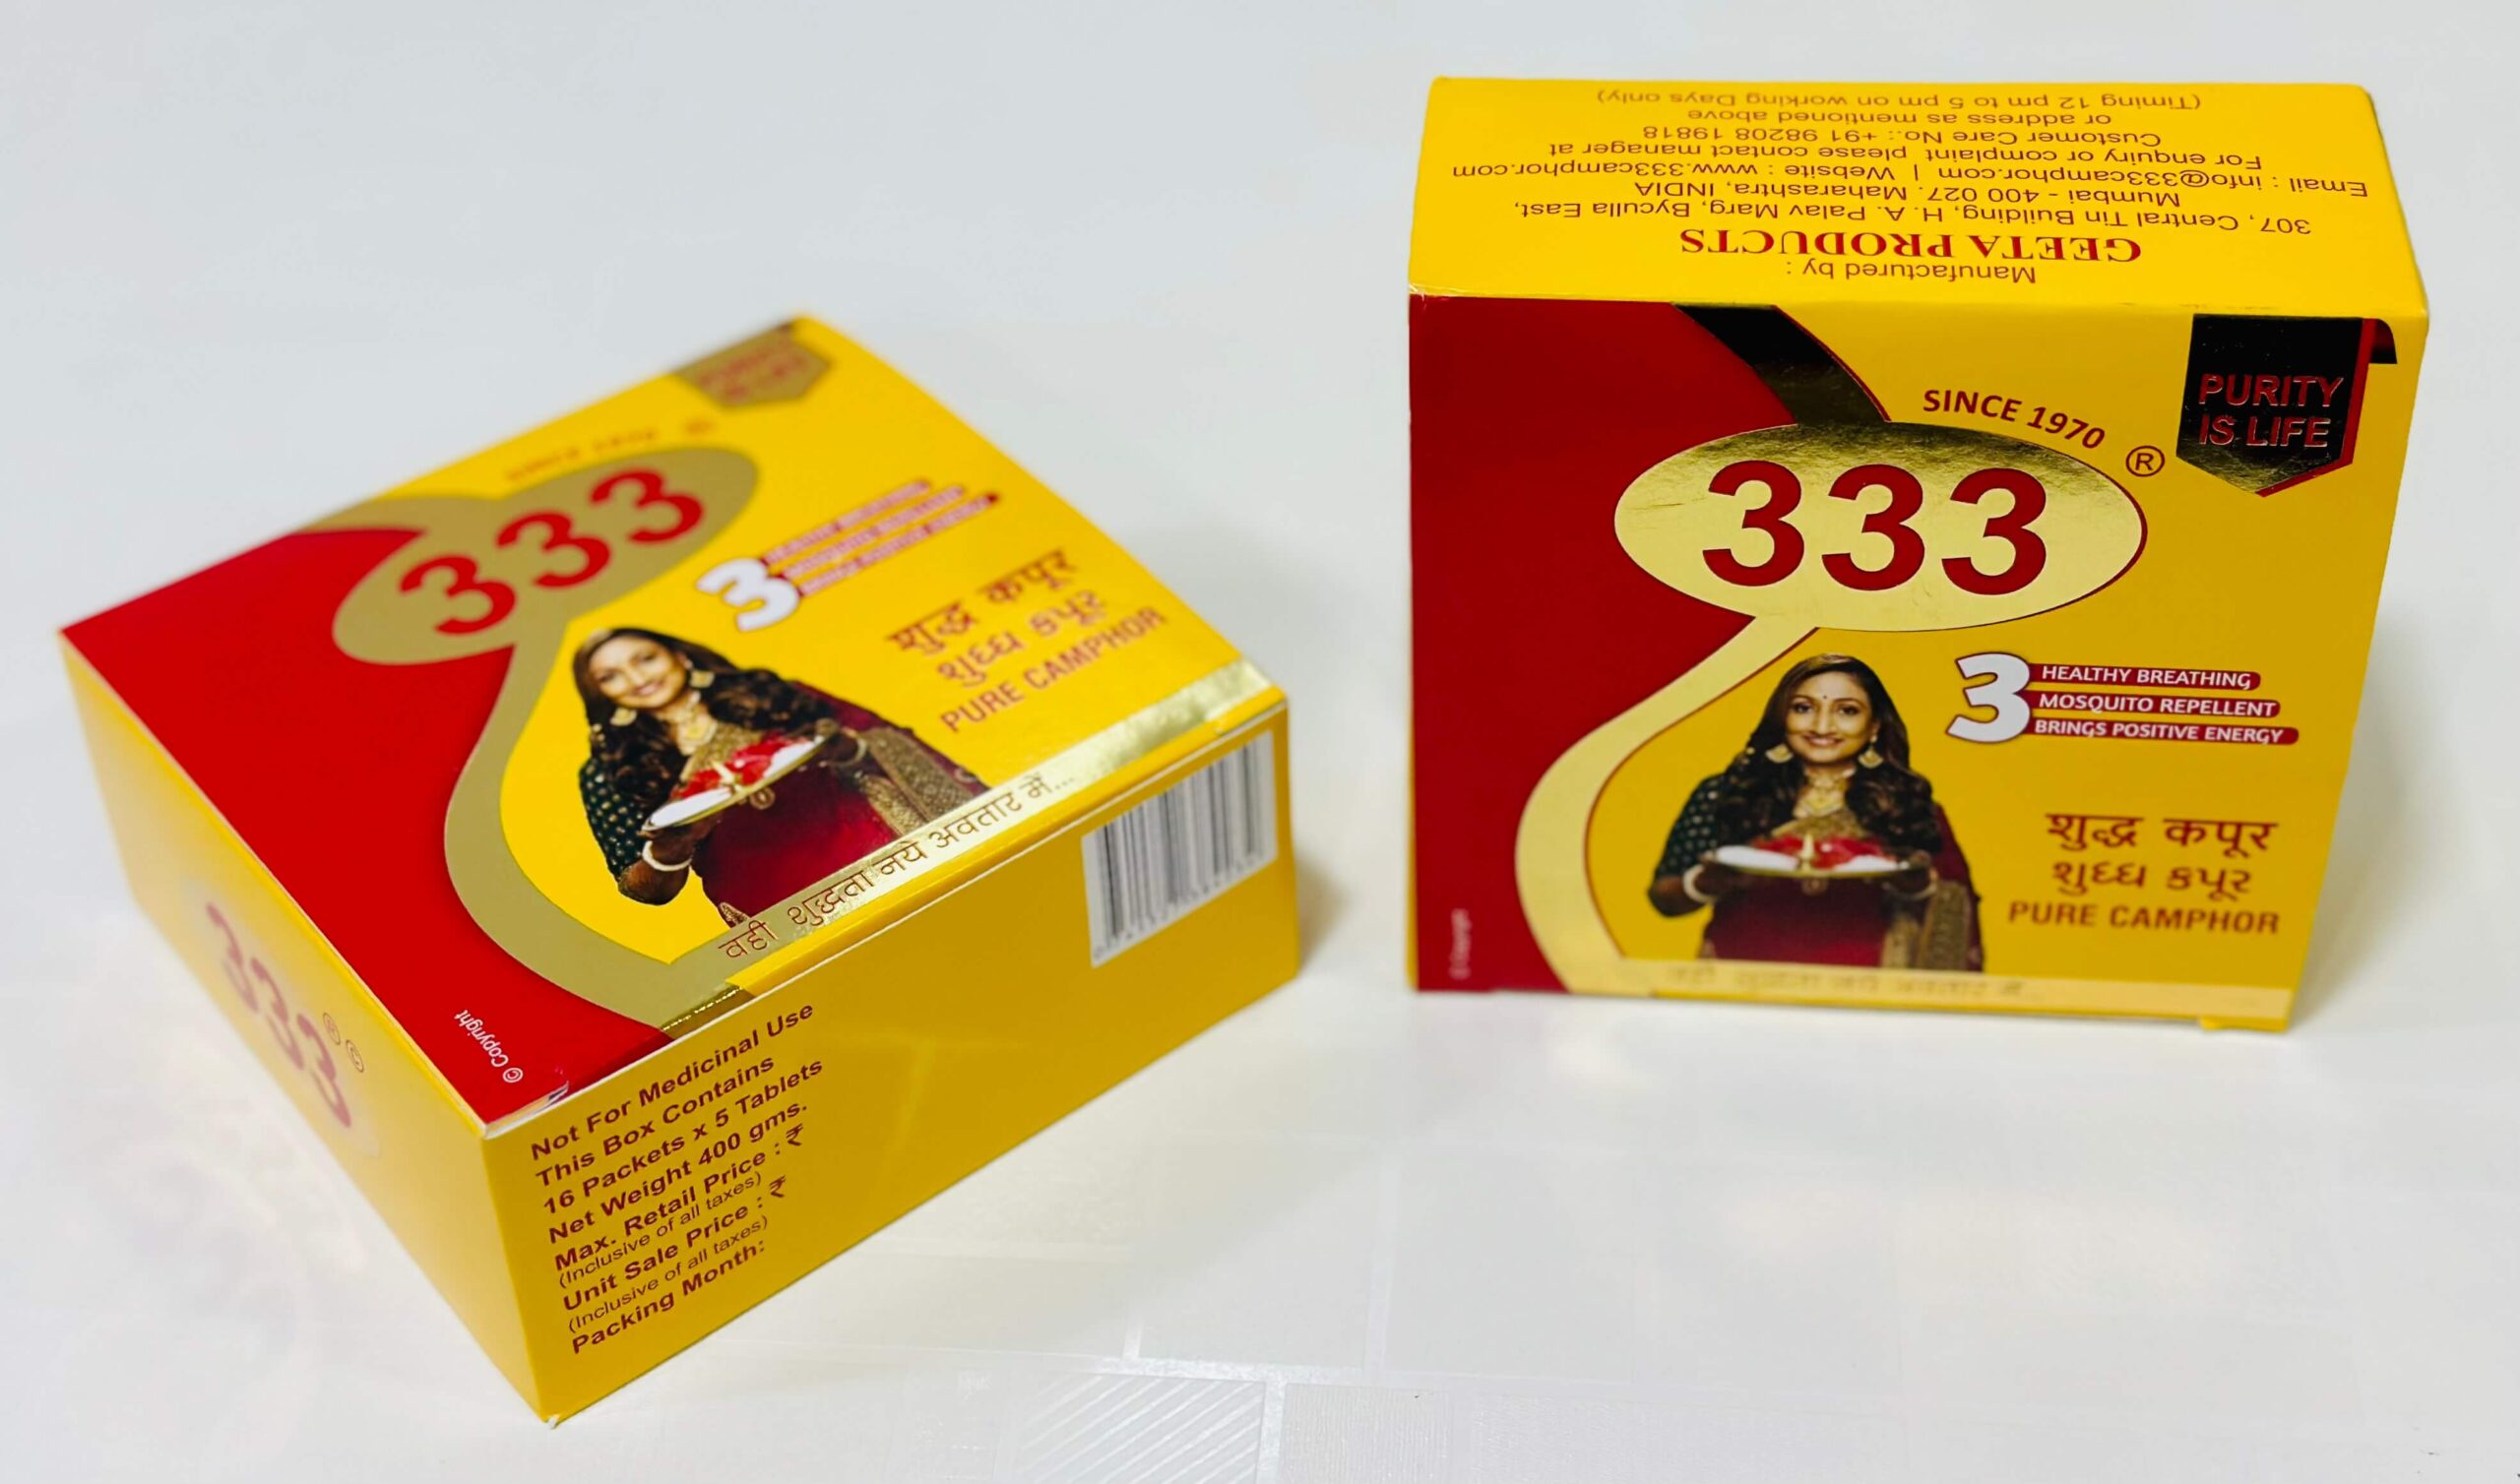 333
3
शुद्ध कपूर
શુધ્ધ કપૂર
PURE CAMPHOR
वही शुद्धता नये अवतार में...
© Copyright
333
Not For Medicinal Use
This Box Contains
16 Packets x 5 Tablets
Net Weight 400 gms.
Max. Retail Price : ₹
(Inclusive of all taxes)
Unit Sale Price : ₹
(Inclusive of all taxes)
Packing Month:
Manufactured by :
GEETA PRODUCTS
307, Central Tin Building, H. A. Palav Marg, Byculla East,
Mumbai - 400 027. Maharashtra, INDIA
Email : info@333camphor.com | Website : www.333camphor.com
For enquiry or complaint please contact manager at
Customer Care No.: +91 98208 19818
or address as mentioned above
(Timing 12 pm to 5 pm on working Days only)
PURITY
IS LIFE
SINCE 1970
®
333
3
HEALTHY BREATHING
MOSQUITO REPELLENT
BRINGS POSITIVE ENERGY
शुद्ध कपूर
શુધ્ધ કપૂર
PURE CAMPHOR
© Copyright